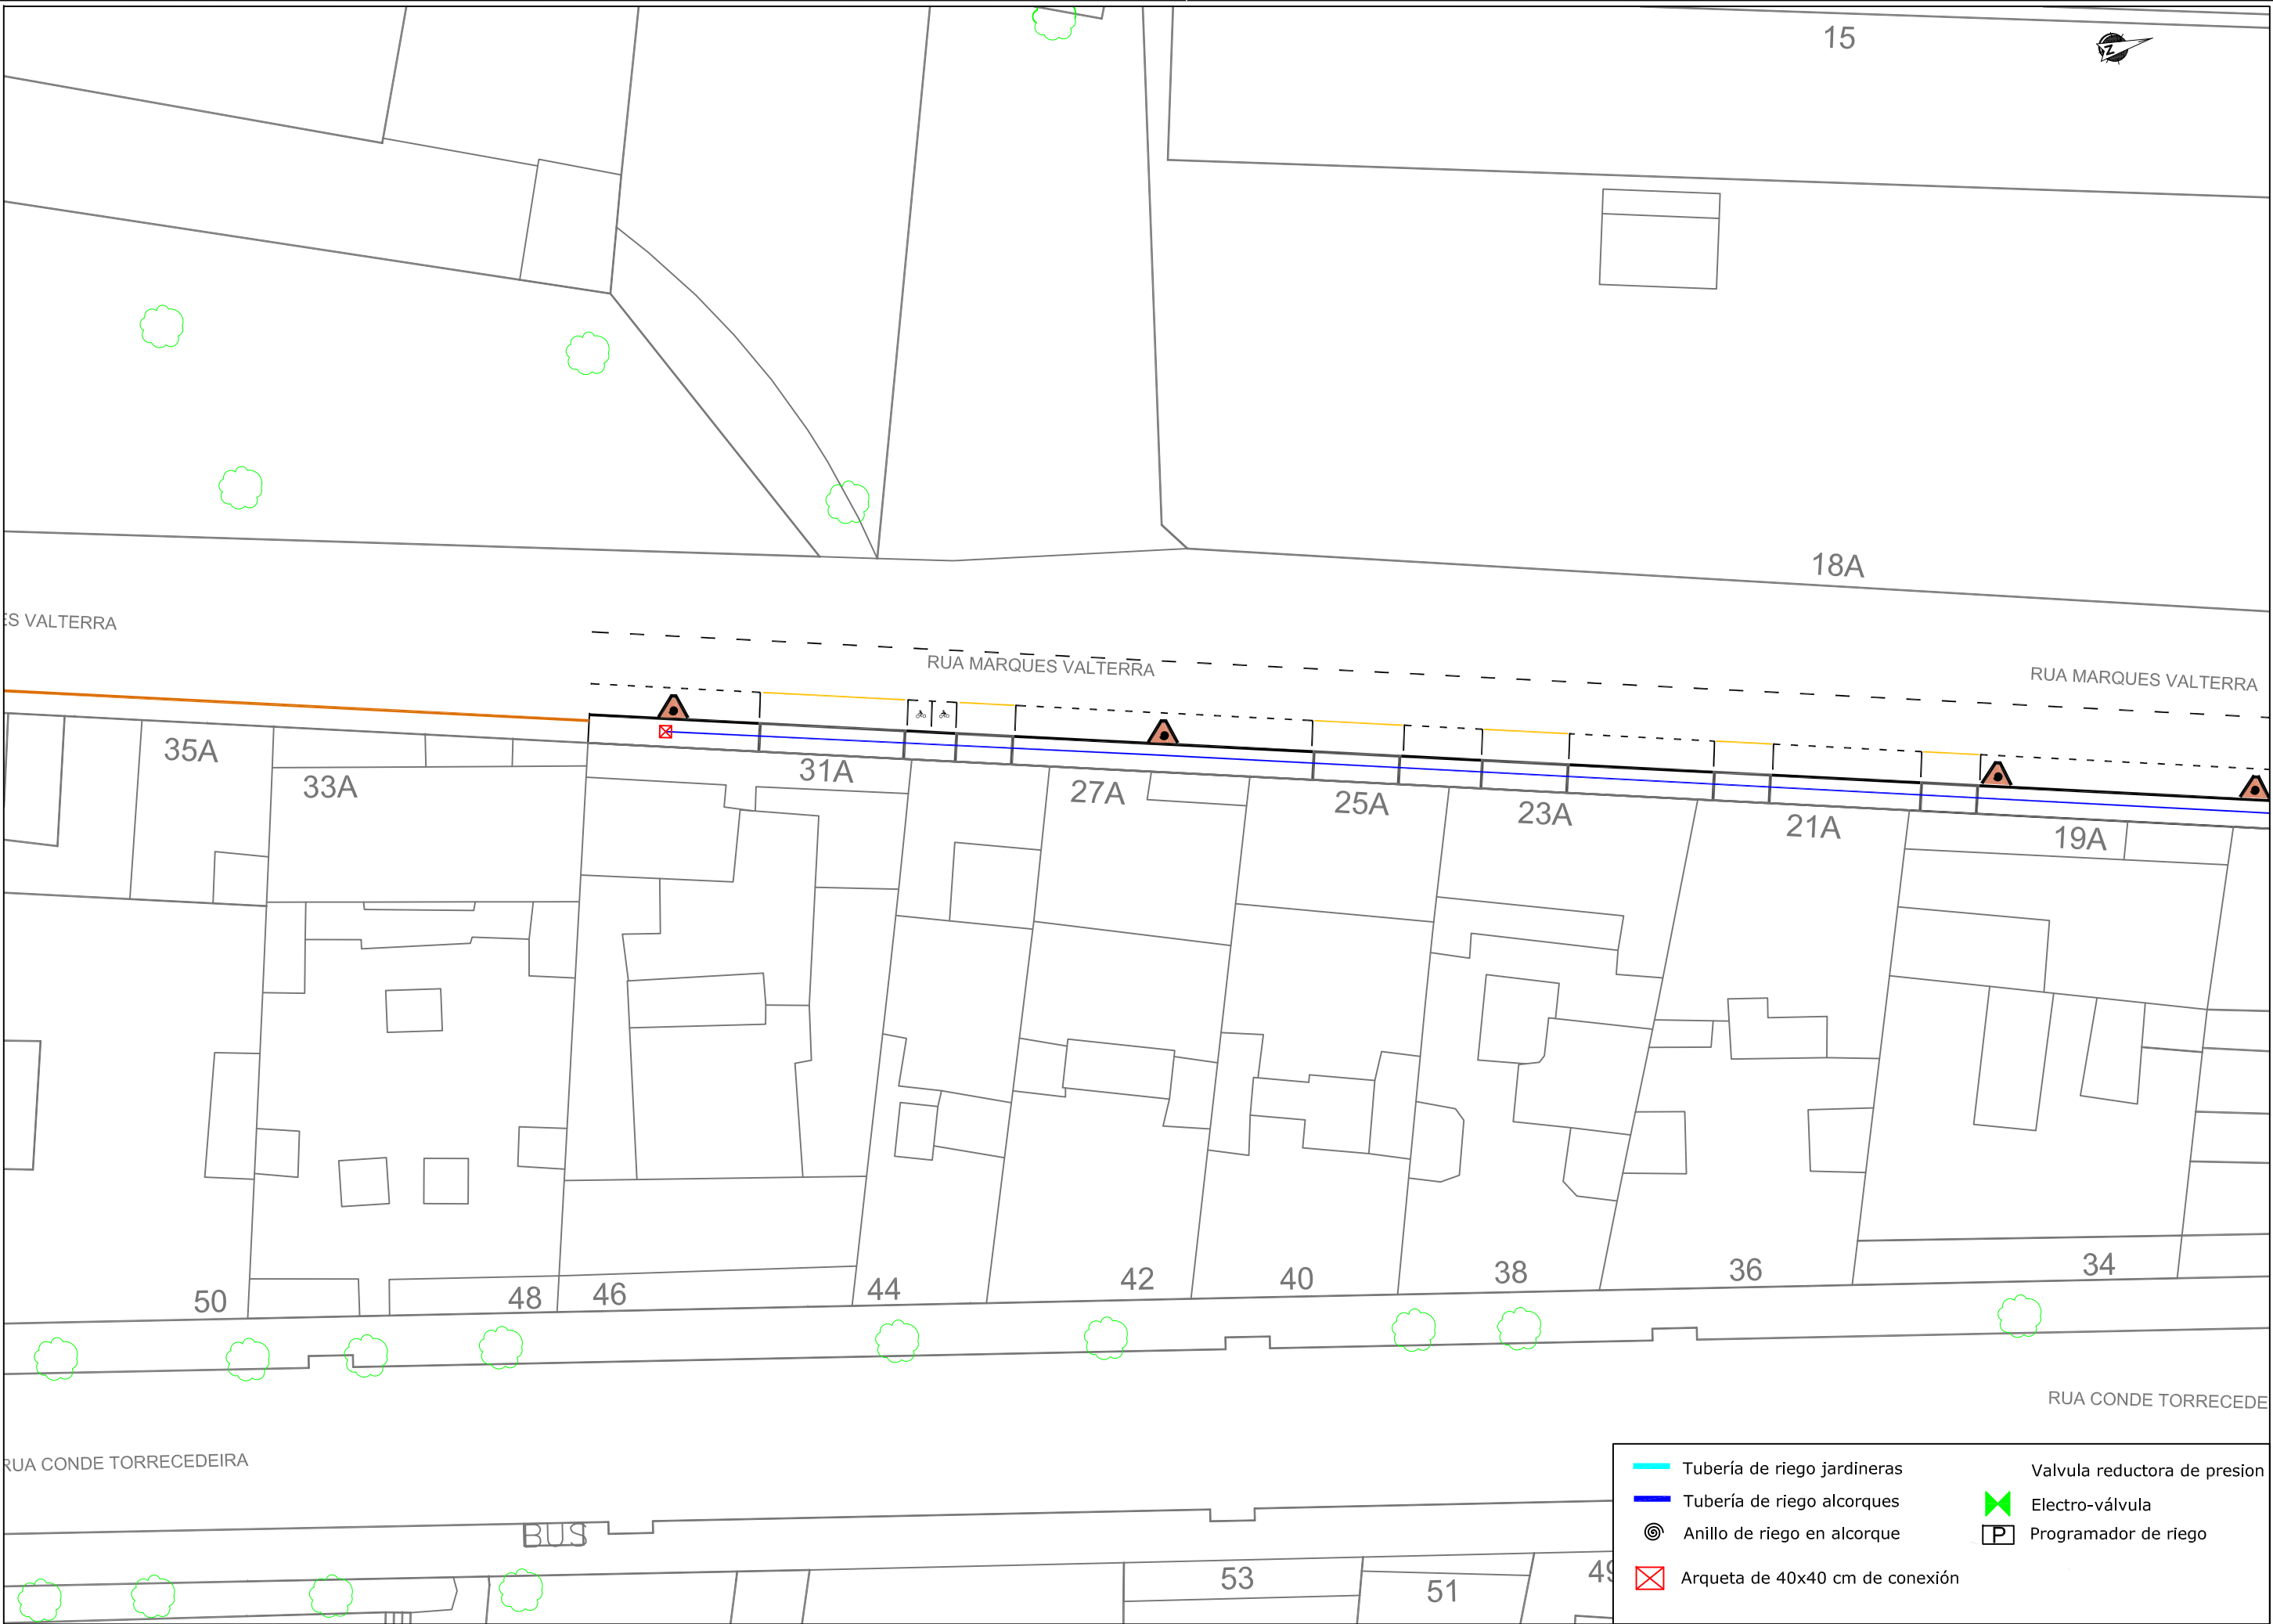 15
N
18A
ES VALTERRA
RUA MARQUES VALTERRA
RUA MARQUES VALTERRA
35A
33A
31A
27A
25A
23A
21A
19A
50
48
46
44
42
40
38
36
34
RUA CONDE TORRECEDE
RUA CONDE TORRECEDEIRA
BUS
53
51
49
Tubería de riego jardineras
Valvula reductora de presion
Tubería de riego alcorques
Electro-válvula
Anillo de riego en alcorque
P Programador de riego
Arqueta de 40x40 cm de conexión